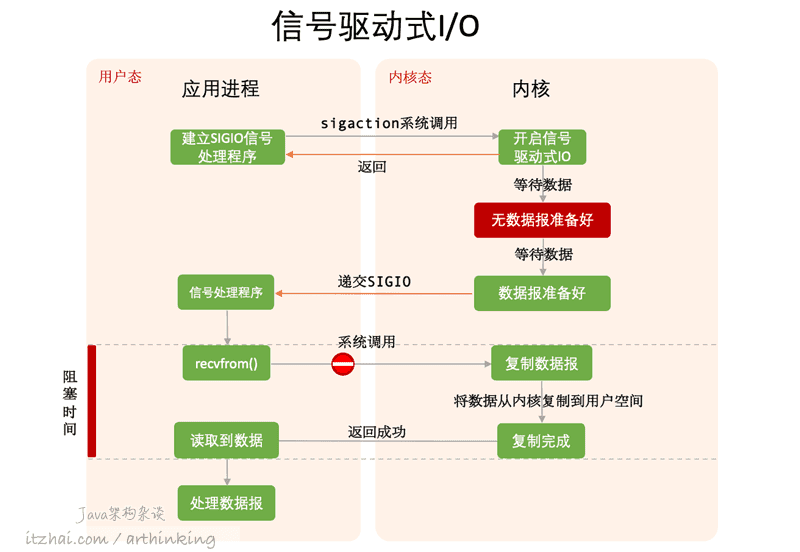 信号驱动式I/O
用户态
内核态
应用进程
内核
建立SIGIO信号
处理程序
sigaction系统调用
返回
开启信号
驱动式IO
等待数据
无数据报准备好
等待数据
信号处理程序
递交SIGIO
数据报准备好
阻塞时间
recvfrom()
系统调用
复制数据报
将数据从内核复制到用户空间
读取到数据
返回成功
复制完成
处理数据报
Java架构杂谈
itzhai.com / arthinking